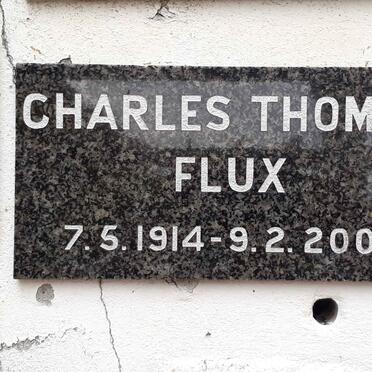 CHARLES THOM
FLUX
7.5.1914-9.2.200